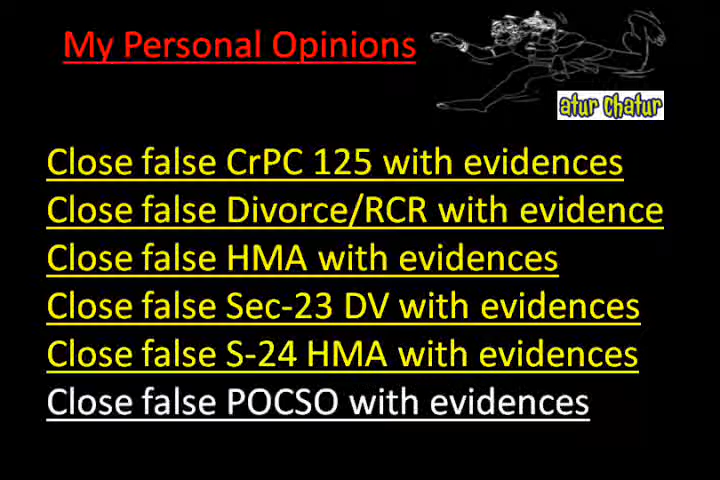 My Personal Opinions
atur chatur
Close false CrPC 125 with evidences
Close false Divorce/RCR with evidence
Close false HMA with evidences
Close false Sec-23 DV with evidences
Close false S-24 HMA with evidences
Close false POCSO with evidences